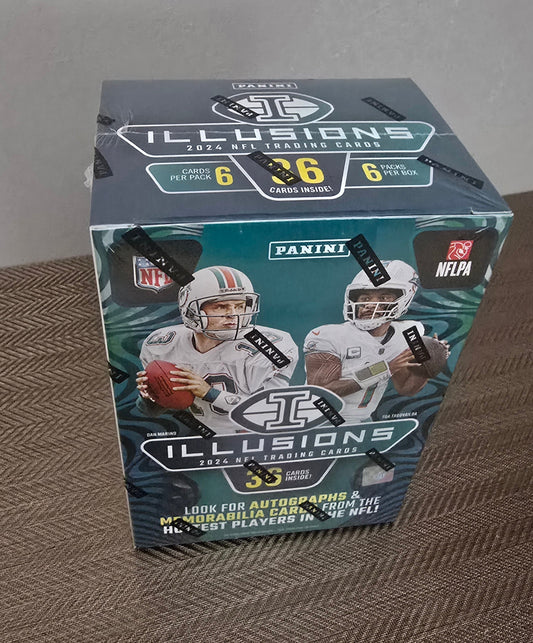 PANINI
I
ILLUSIONS
2024 NFL TRADING CARDS
CARDS PER PACK 6
36 CARDS INSIDE!
6 PACKS PER BOX
PANINI
NFL
NFLPA
DAN MARINO
TUA TAGOVAILOA
I
ILLUSIONS
2024 NFL TRADING CARDS
36 CARDS INSIDE!
LOOK FOR AUTOGRAPHS &
MEMORABILIA CARDS FROM THE
HOTTEST PLAYERS IN THE NFL!